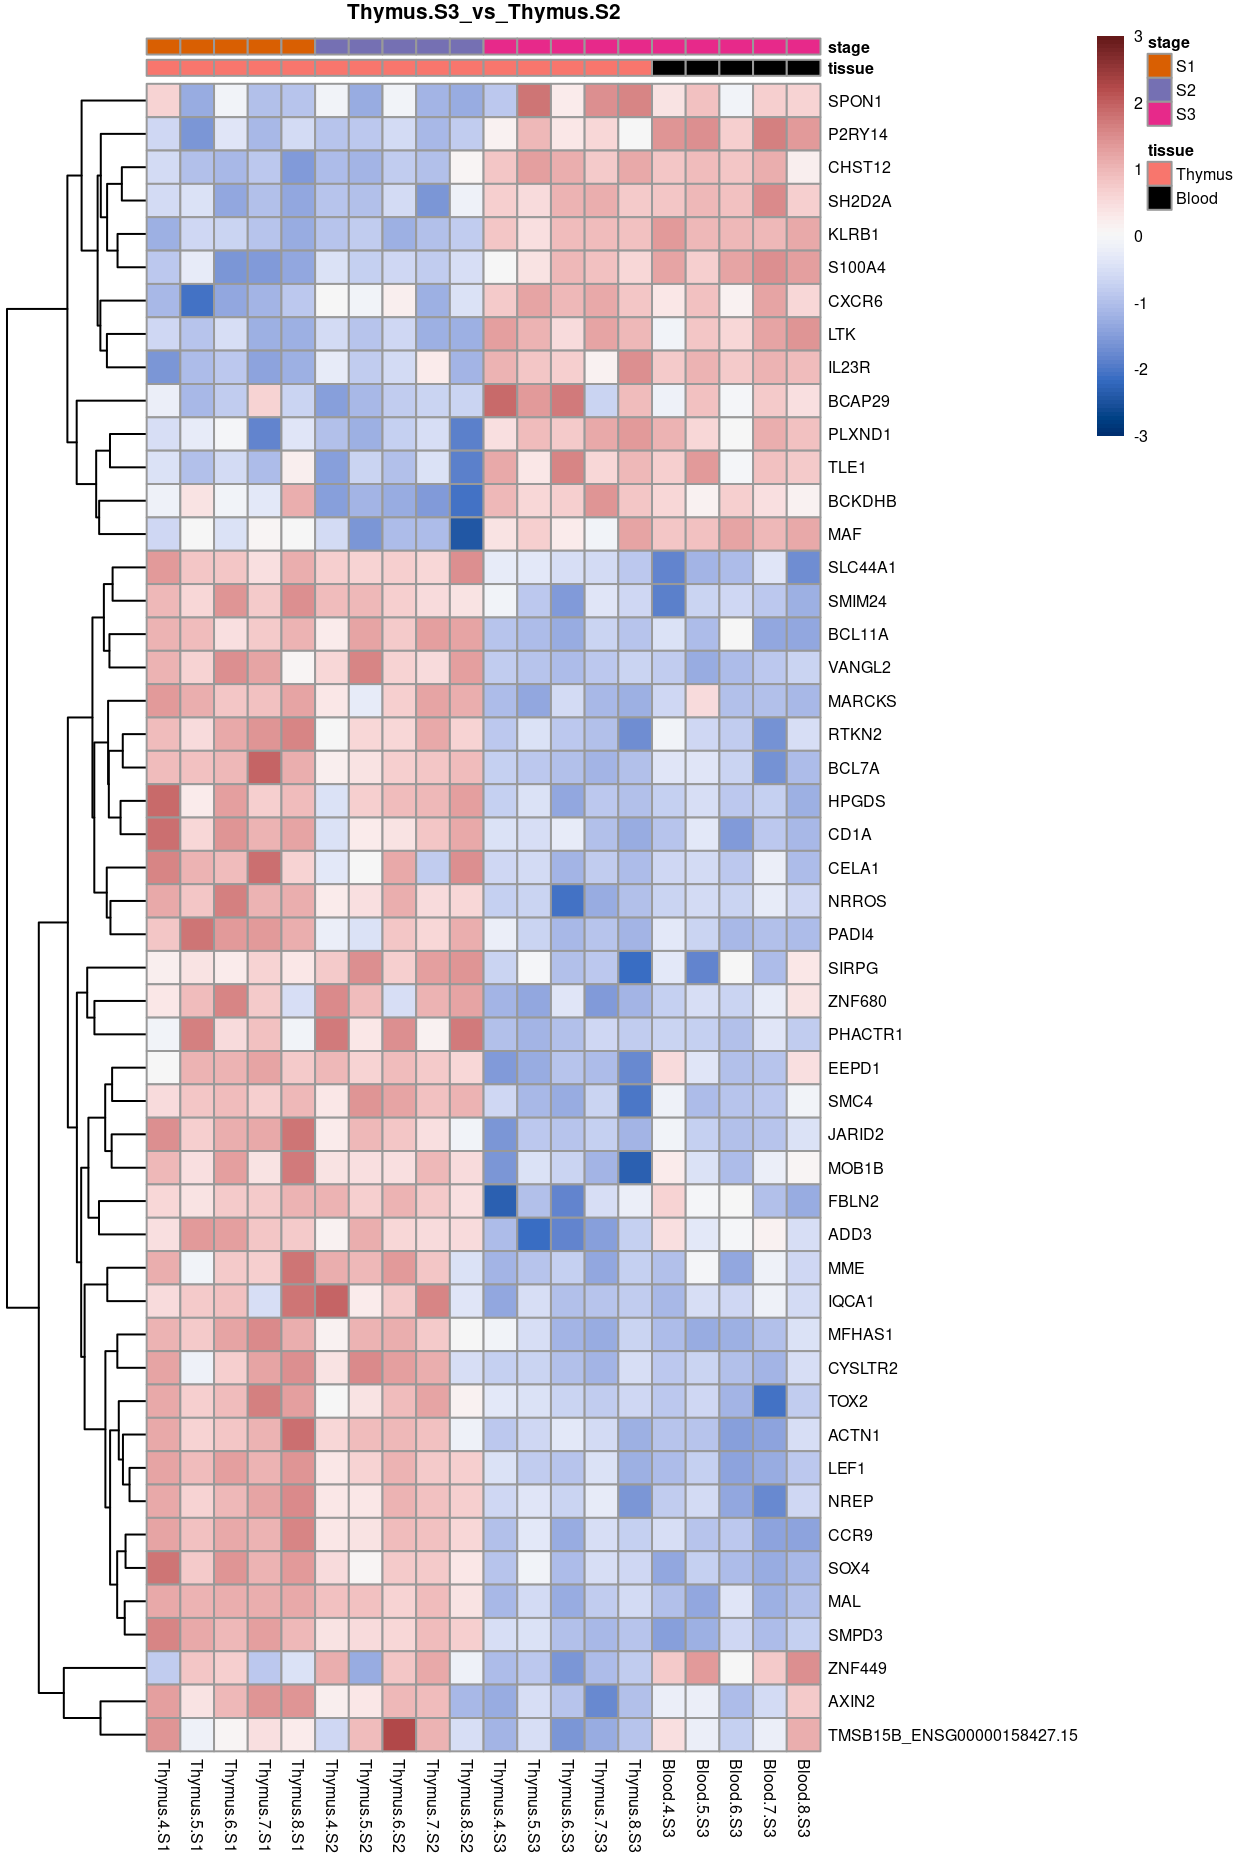 Thymus.S3_vs_Thymus.S2
stage
tissue
SPON1
P2RY14
CHST12
SH2D2A
KLRB1
S100A4
CXCR6
LTK
IL23R
BCAP29
PLXND1
TLE1
BCKDHB
MAF
SLC44A1
SMIM24
BCL11A
VANGL2
MARCKS
RTKN2
BCL7A
HPGDS
CD1A
CELA1
NRROS
PADI4
SIRPG
ZNF680
PHACTR1
EEPD1
SMC4
JARID2
MOB1B
FBLN2
ADD3
MME
IQCA1
MFHAS1
CYSLTR2
TOX2
ACTN1
LEF1
NREP
CCR9
SOX4
MAL
SMPD3
ZNF449
AXIN2
TMSB15B_ENSG00000158427.15
Thymus.4.S1
Thymus.5.S1
Thymus.6.S1
Thymus.7.S1
Thymus.8.S1
Thymus.4.S2
Thymus.5.S2
Thymus.6.S2
Thymus.7.S2
Thymus.8.S2
Thymus.4.S3
Thymus.5.S3
Thymus.6.S3
Thymus.7.S3
Thymus.8.S3
Blood.4.S3
Blood.5.S3
Blood.6.S3
Blood.7.S3
Blood.8.S3
3
2
1
0
-1
-2
-3
stage
S1
S2
S3
tissue
Thymus
Blood